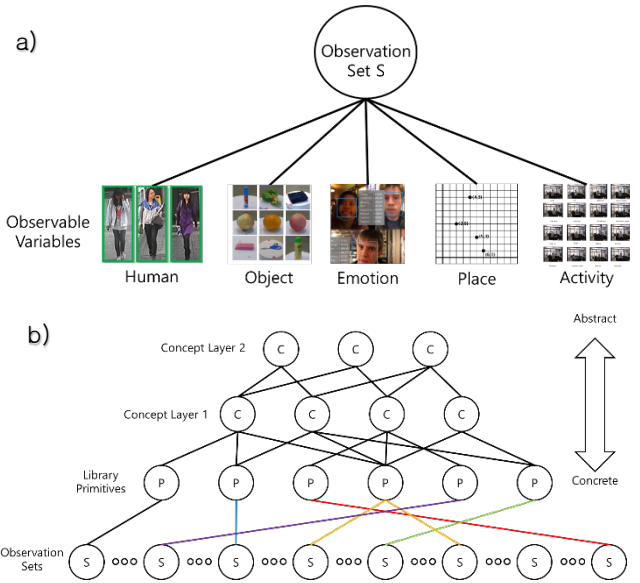 a)
Observation
Set S
Observable
Variables
Human
Object
Emotion
Place
Activity
b)
Abstract
Concept Layer 2
C
C
C
Concept Layer 1
C
C
C
C
Library
Primitives
P
P
P
P
P
P
Concrete
Observation
Sets
S
S
S
S
S
S
S
S